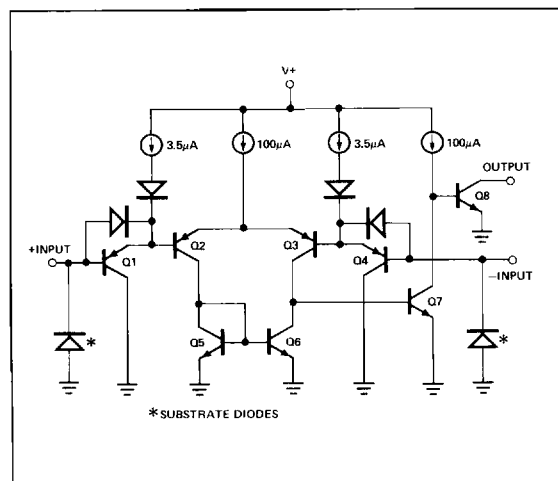 V+
3.5µA
100µA
3.5µA
100µA
OUTPUT
Q8
+INPUT
Q1
Q2
Q3
Q4
-INPUT
Q7
Q5
Q6
*
*
*SUBSTRATE DIODES